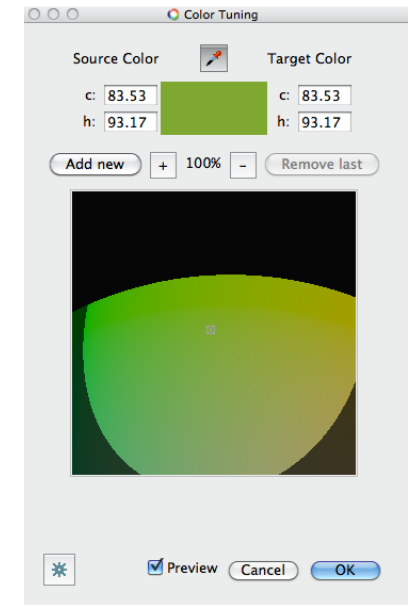 Color Tuning
Source Color Target Color
c: 83.53 c: 83.53
h: 93.17 h: 93.17
Add new + 100% - Remove last
Preview Cancel OK